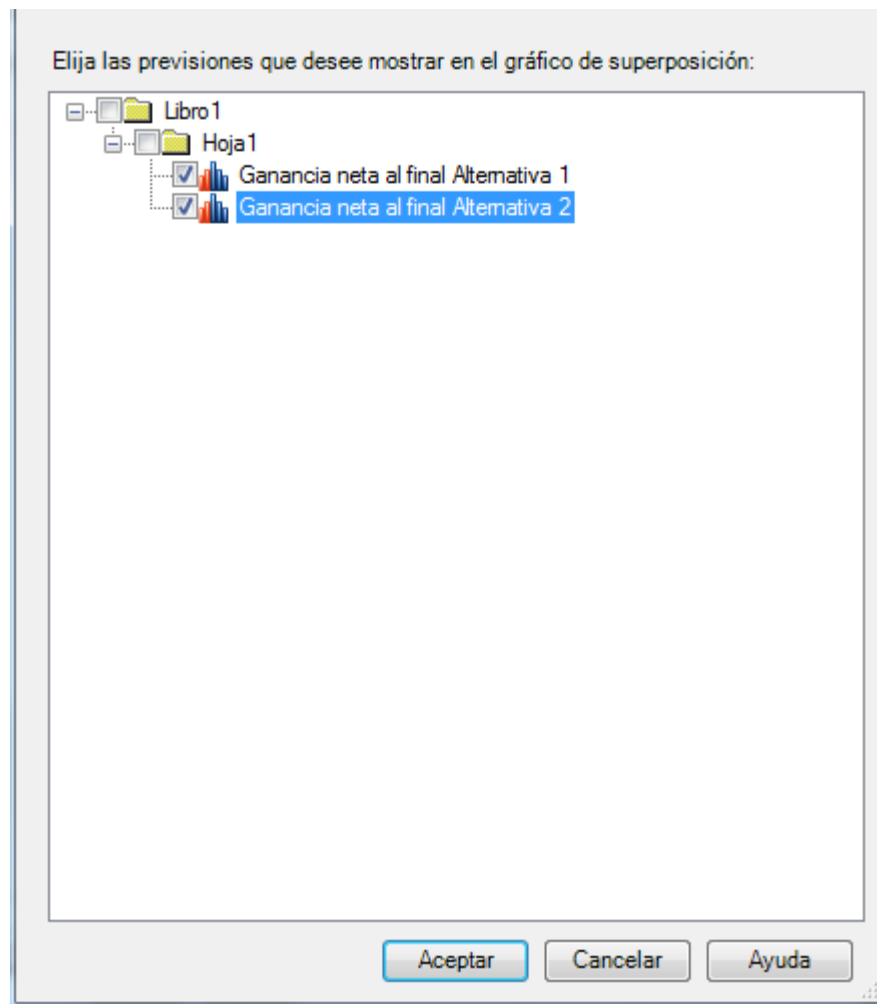 Elija las previsiones que desee mostrar en el gráfico de superposición:
Libro1
Hoja1
Ganancia neta al final Alternativa 1
Ganancia neta al final Alternativa 2
Aceptar Cancelar Ayuda